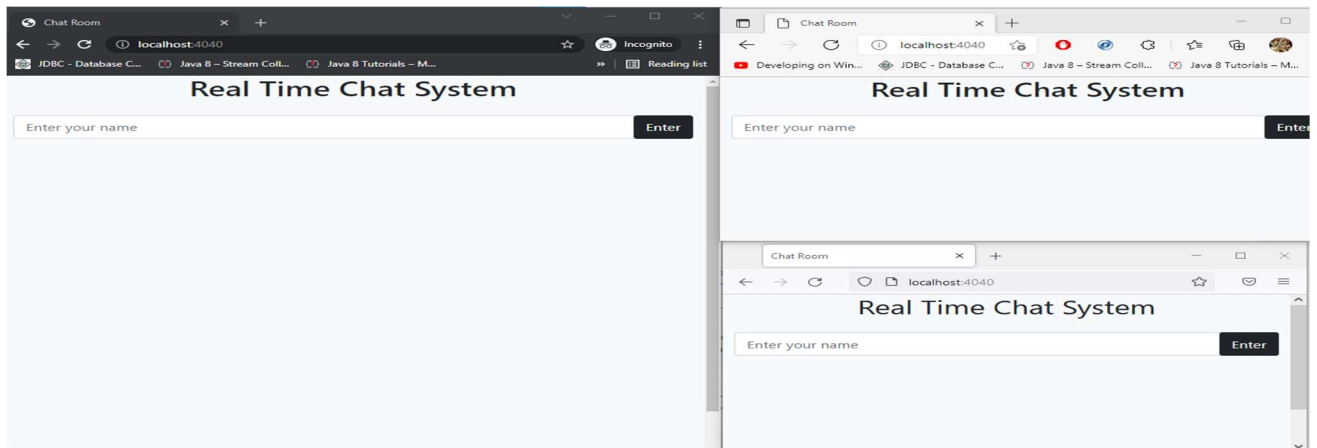 Chat Room
localhost:4040
Incognito
JDBC - Database C... Java 8 – Stream Coll... Java 8 Tutorials – M... » Reading list
Real Time Chat System
Enter your name
Enter
Chat Room
localhost:4040
Developing on Win... JDBC - Database C... Java 8 – Stream Coll... Java 8 Tutorials – M...
Real Time Chat System
Enter your name
Enter
Chat Room
localhost:4040
Real Time Chat System
Enter your name
Enter